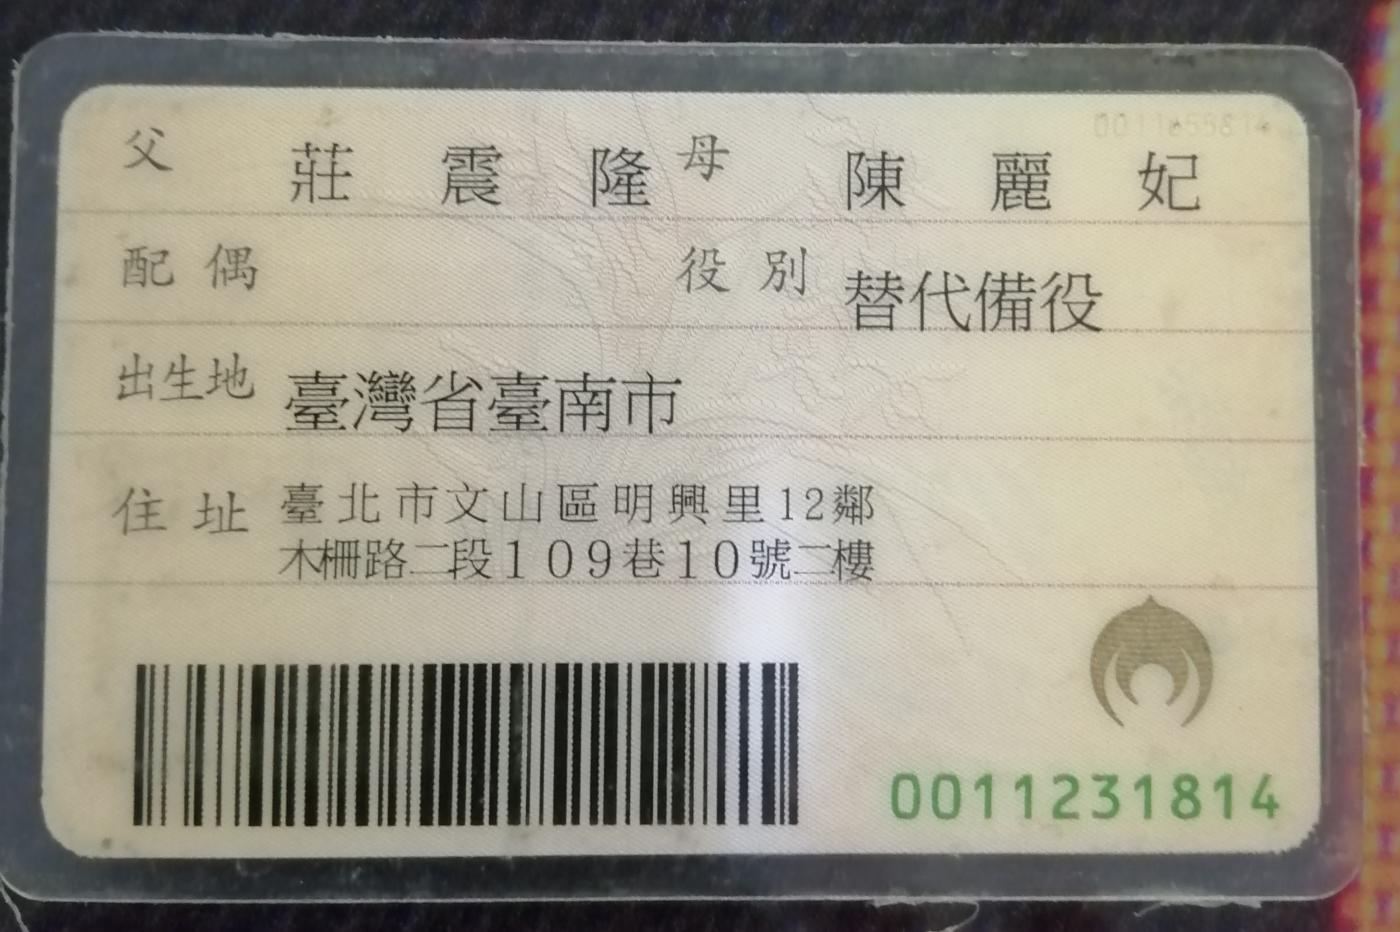 父 莊震隆 母 陳麗妃
配偶 役別 替代備役
出生地 臺灣省臺南市
住址 臺北市文山區明興里12鄰
木柵路二段109巷10號二樓
0011231814